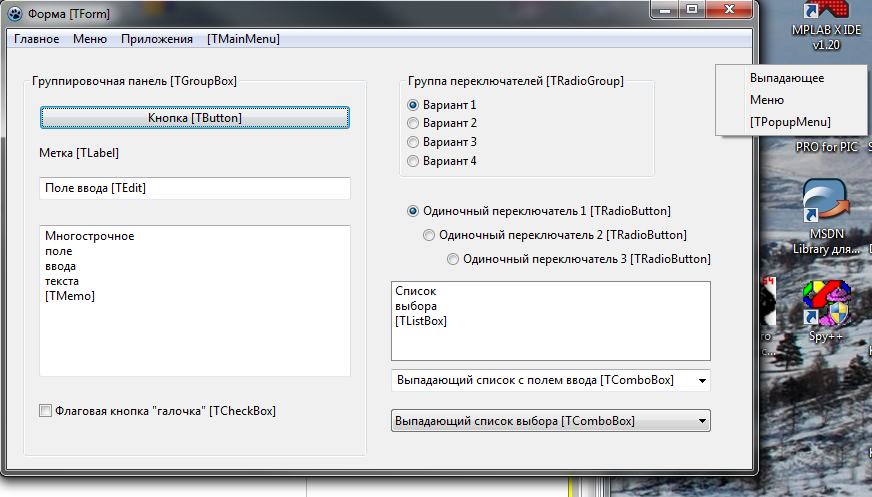 Форма [TForm]
Главное Меню Приложения [TMainMenu]
Группировочная панель [TGroupBox]
Кнопка [TButton]
Метка [TLabel]
Поле ввода [TEdit]
Многострочное
поле
ввода
текста
[TMemo]
Флаговая кнопка "галочка" [TCheckBox]
Группа переключателей [TRadioGroup]
Вариант 1
Вариант 2
Вариант 3
Вариант 4
Одиночный переключатель 1 [TRadioButton]
Одиночный переключатель 2 [TRadioButton]
Одиночный переключатель 3 [TRadioButton]
Список
выбора
[TListBox]
Выпадающий список с полем ввода [TComboBox]
Выпадающий список выбора [TComboBox]
MPLAB X IDE
v1.20
Выпадающее
Меню
[TPopupMenu]
PRO for PIC
MSDN
Library для...
Spy++